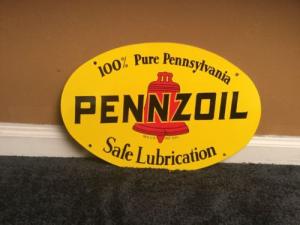 100% Pure Pennsylvania
PENNZOIL
Safe Lubrication